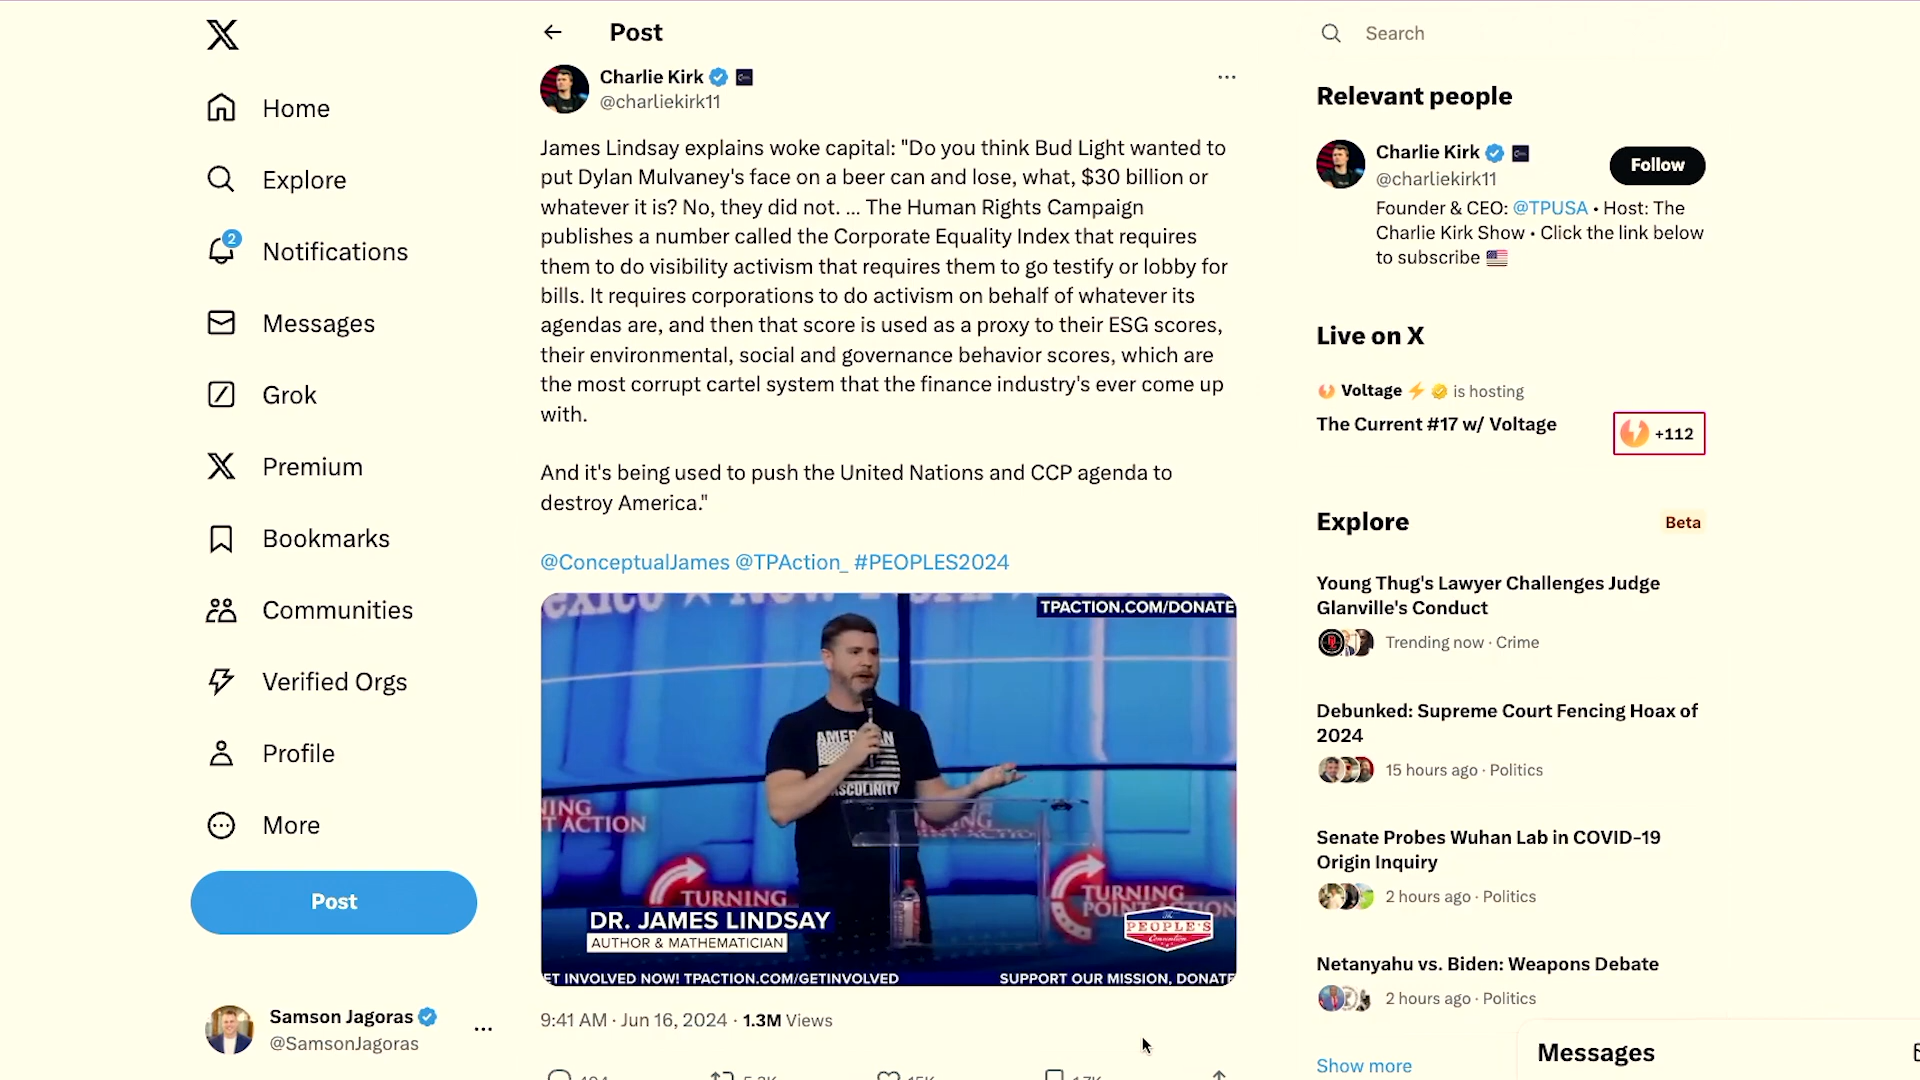 Home
Explore
2
Notifications
Messages
Grok
Premium
Bookmarks
Communities
Verified Orgs
Profile
More
Post
Samson Jagoras
@SamsonJagoras
Post
Charlie Kirk
@charliekirk11
James Lindsay explains woke capital: "Do you think Bud Light wanted to
put Dylan Mulvaney's face on a beer can and lose, what, $30 billion or
whatever it is? No, they did not. ... The Human Rights Campaign
publishes a number called the Corporate Equality Index that requires
them to do visibility activism that requires them to go testify or lobby for
bills. It requires corporations to do activism on behalf of whatever its
agendas are, and then that score is used as a proxy to their ESG scores,
their environmental, social and governance behavior scores, which are
the most corrupt cartel system that the finance industry's ever come up
with.
And it's being used to push the United Nations and CCP agenda to
destroy America."
@ConceptualJames @TPAction_ #PEOPLES2024
TPACTION.COM/DONATE
MASCULINITY
TURNING
TURNING
POINT ACTION
DR. JAMES LINDSAY
AUTHOR & MATHEMATICIAN
The
PEOPLE'S
Convention
ET INVOLVED NOW! TPACTION.COM/GETINVOLVED
SUPPORT OUR MISSION, DONATE
9:41 AM · Jun 16, 2024 · 1.3M Views
Search
Relevant people
Charlie Kirk
@charliekirk11
Follow
Founder & CEO: @TPUSA • Host: The
Charlie Kirk Show • Click the link below
to subscribe
Live on X
Voltage is hosting
The Current #17 w/ Voltage
+112
Explore
Beta
Young Thug's Lawyer Challenges Judge
Glanville's Conduct
Trending now · Crime
Debunked: Supreme Court Fencing Hoax of
2024
15 hours ago · Politics
Senate Probes Wuhan Lab in COVID-19
Origin Inquiry
2 hours ago · Politics
Netanyahu vs. Biden: Weapons Debate
2 hours ago · Politics
Show more
Messages